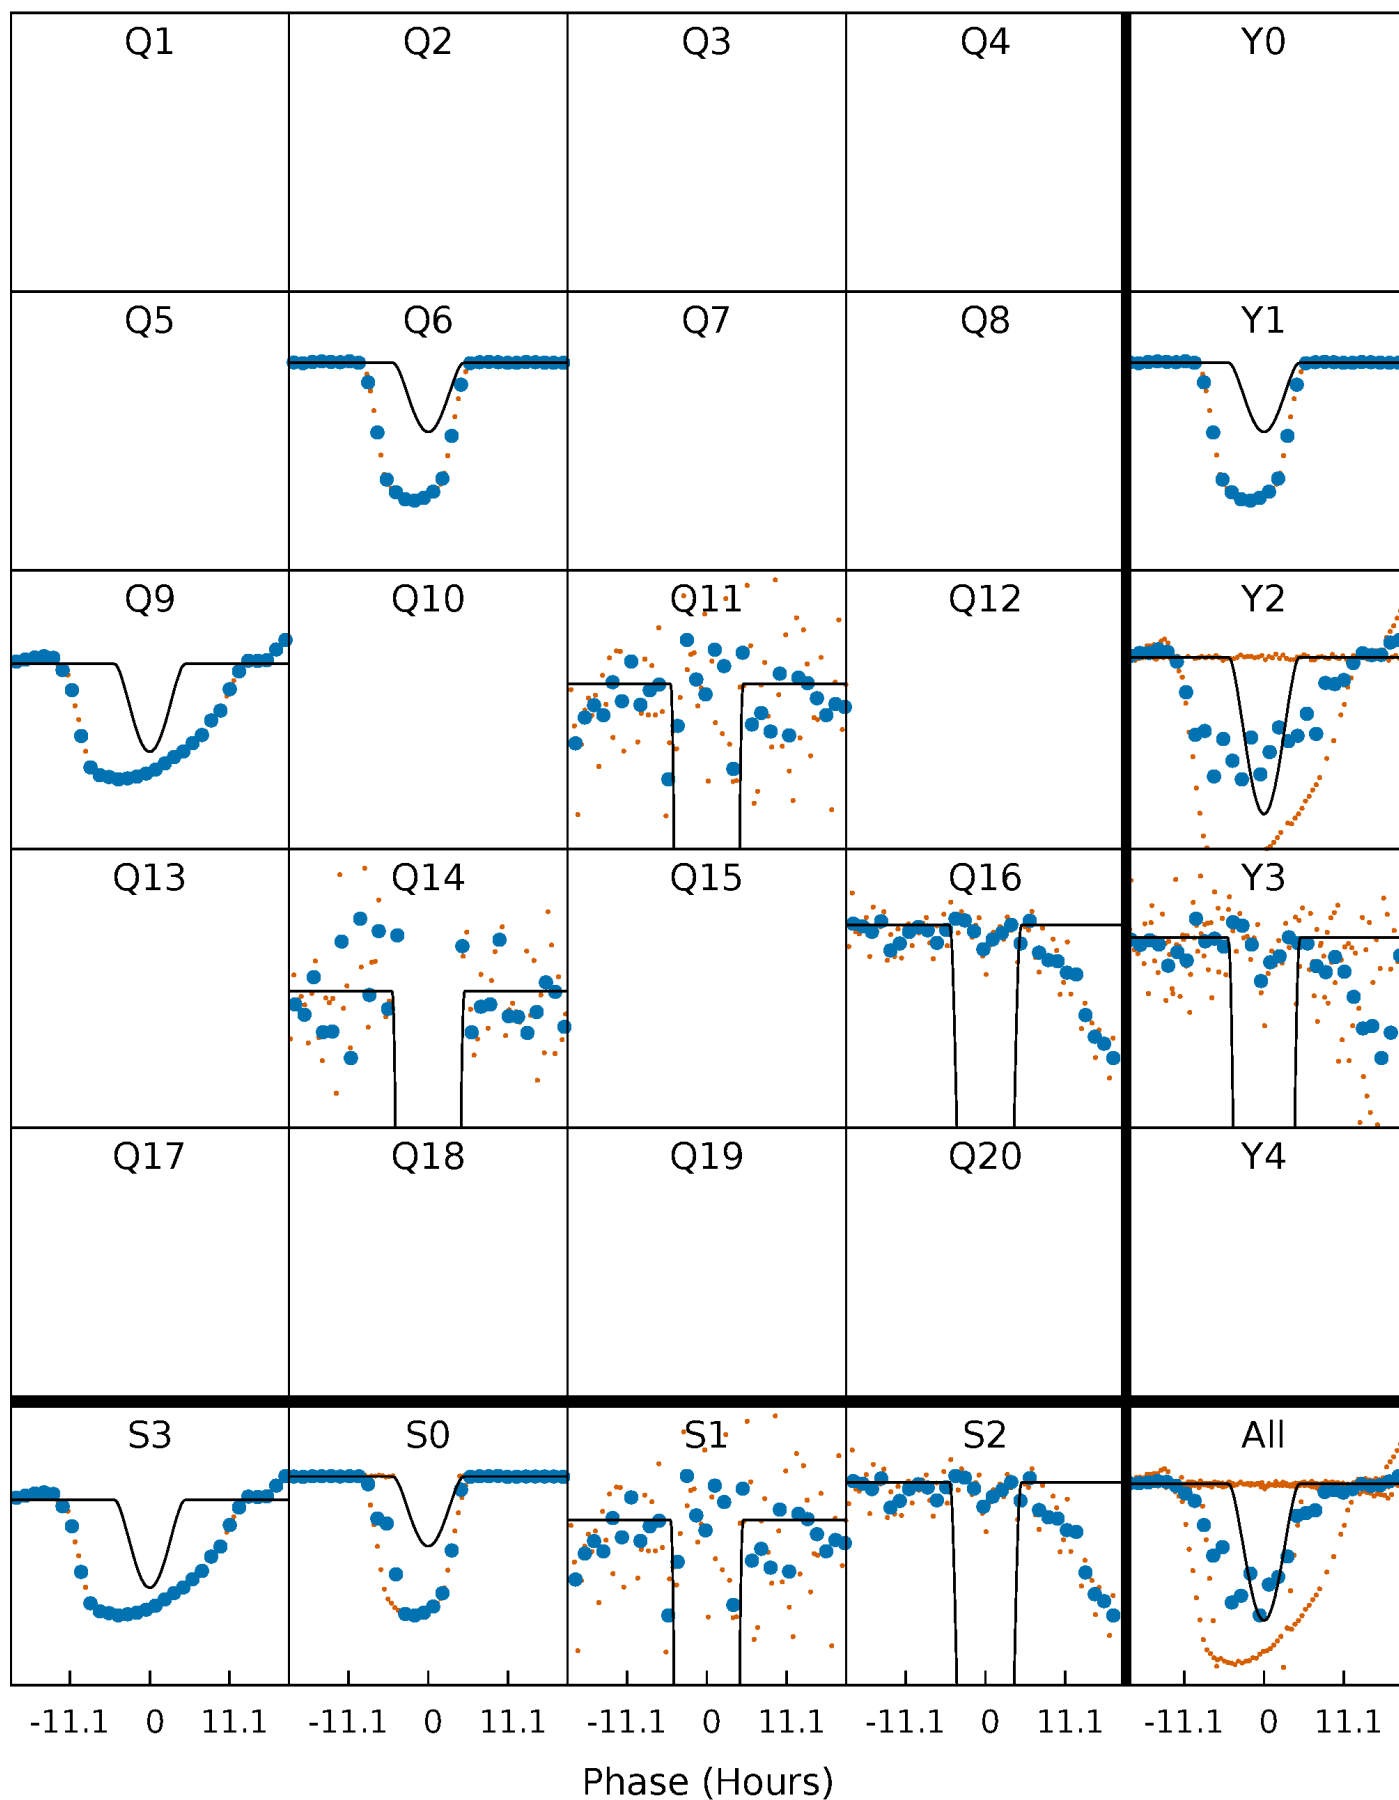 Q1 Q2 Q3 Q4 Y0
Q5 Q6 Q7 Q8 Y1
Q9 Q10 Q11 Q12 Y2
Q13 Q14 Q15 Q16 Y3
Q17 Q18 Q19 Q20 Y4
S3 S0 S1 S2 All
-11.1 0 11.1 -11.1 0 11.1 -11.1 0 11.1 -11.1 0 11.1 -11.1 0 11.1
Phase (Hours)